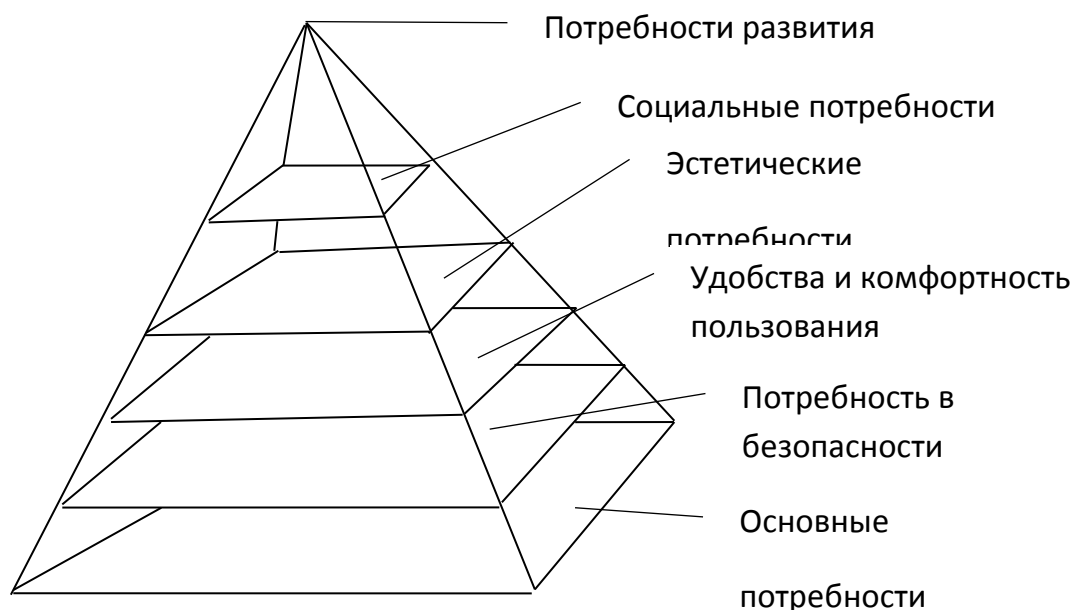 Потребности развития
Социальные потребности
Эстетические
потребности
Удобства и комфортность
пользования
Потребность в
безопасности
Основные
потребности